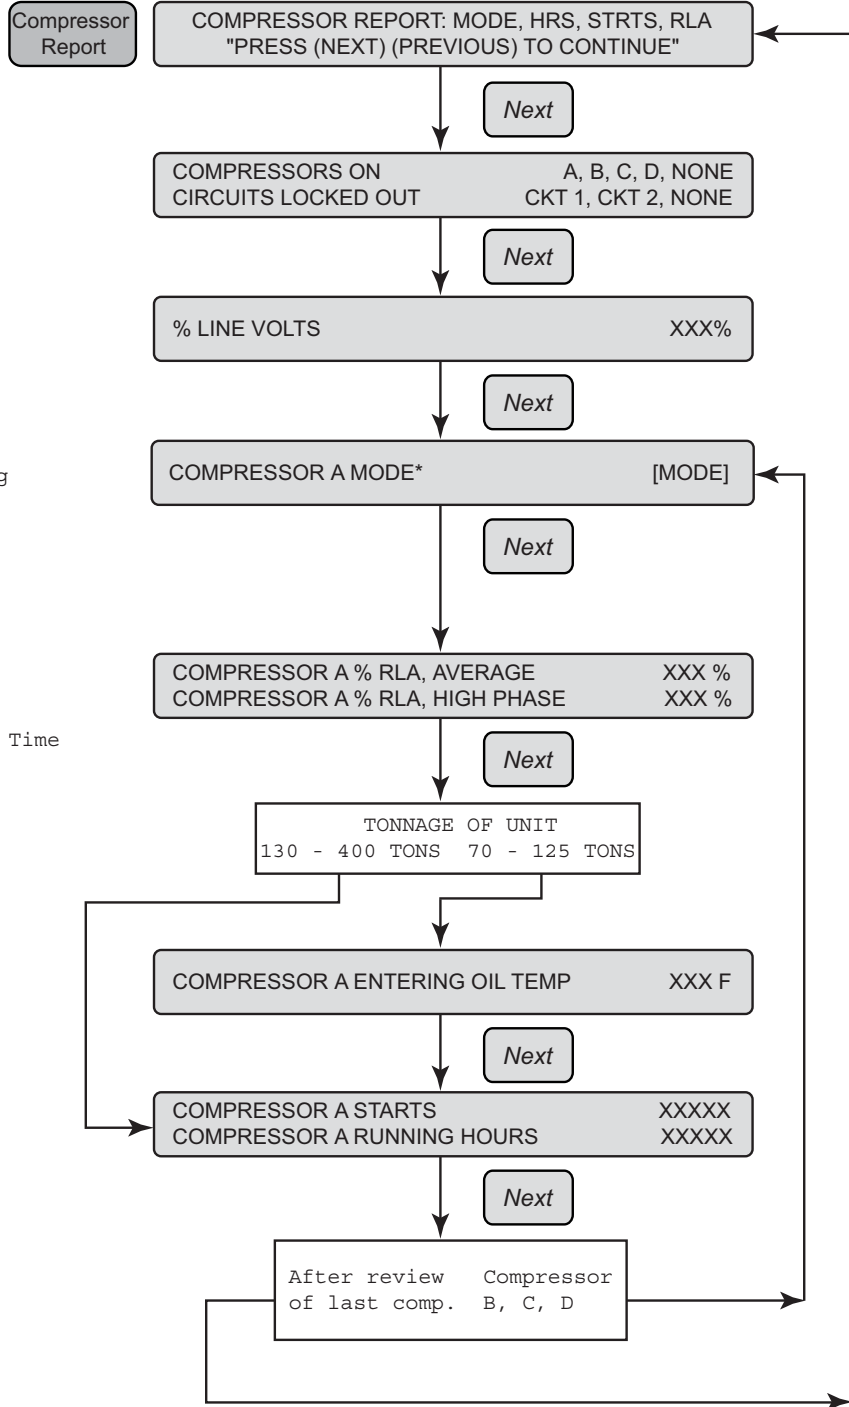 Compressor
Report
COMPRESSOR REPORT: MODE, HRS, STRTS, RLA
"PRESS (NEXT) (PREVIOUS) TO CONTINUE"
Next
COMPRESSORS ON A, B, C, D, NONE
CIRCUITS LOCKED OUT CKT 1, CKT 2, NONE
Next
% LINE VOLTS XXX%
Next
g
COMPRESSOR A MODE* [MODE]
Next
COMPRESSOR A % RLA, AVERAGE XXX %
COMPRESSOR A % RLA, HIGH PHASE XXX %
Time
Next
TONNAGE OF UNIT
130 - 400 TONS 70 - 125 TONS
COMPRESSOR A ENTERING OIL TEMP XXX F
Next
COMPRESSOR A STARTS XXXXX
COMPRESSOR A RUNNING HOURS XXXXX
Next
After review Compressor
of last comp. B, C, D